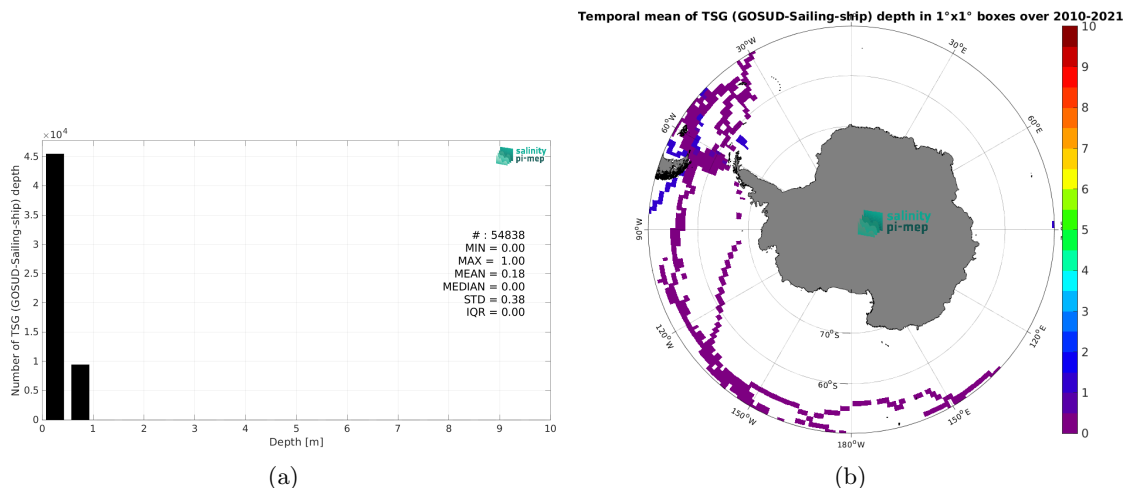 ×10⁴
4.5
4
3.5
3
2.5
2
1.5
1
0.5
0
0
1
2
3
4
5
6
7
8
9
10
Number of TSG (GOSUD-Sailing-ship) depth
Depth [m]
salinity
pi-mep
# : 54838
MIN = 0.00
MAX = 1.00
MEAN = 0.18
MEDIAN = 0.00
STD = 0.38
IQR = 0.00
(a)
Temporal mean of TSG (GOSUD-Sailing-ship) depth in 1°x1° boxes over 2010-2021
30°W
30°E
60°W
60°E
90°W
120°W
120°E
150°W
150°E
180°W
70°S
60°S
salinity
pi-mep
10
9
8
7
6
5
4
3
2
1
0
(b)